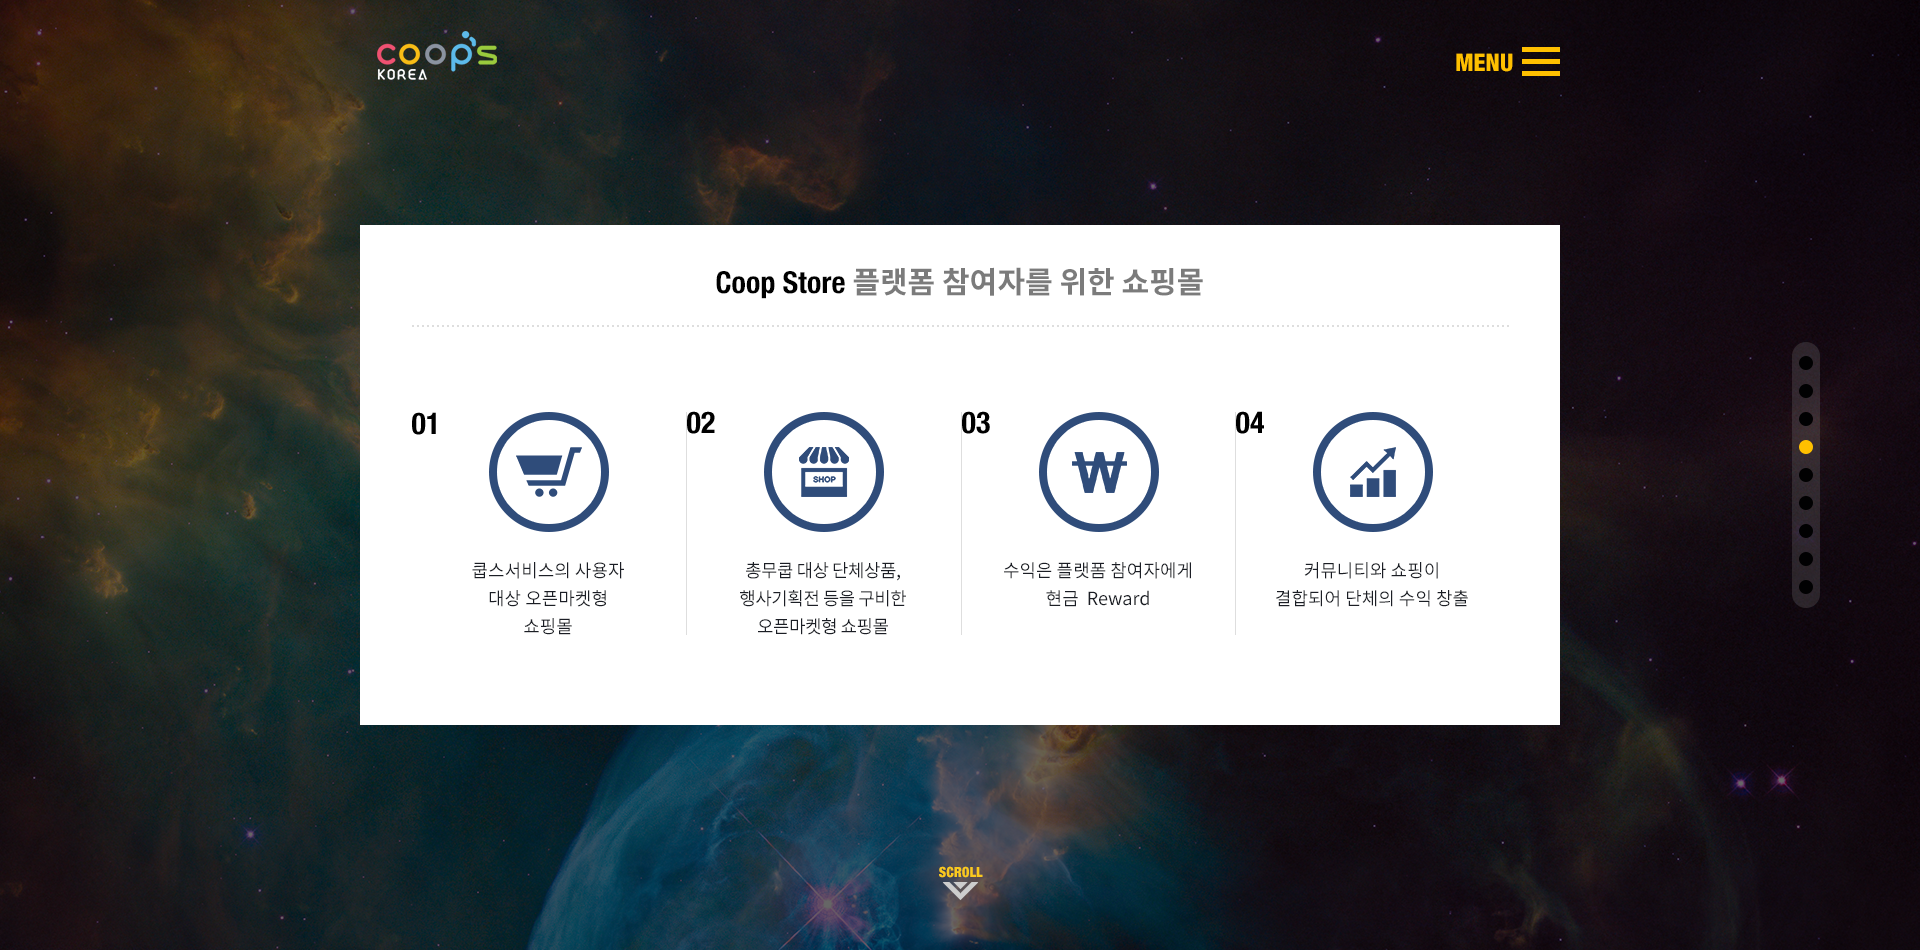 coop's
KOREA
MENU
Coop Store 플랫폼 참여자를 위한 쇼핑몰
01
쿱스서비스의 사용자
대상 오픈마켓형
쇼핑몰
02
SHOP
총무쿱 대상 단체상품,
행사기획전 등을 구비한
오픈마켓형 쇼핑몰
03
₩
수익은 플랫폼 참여자에게
현금 Reward
04
커뮤니티와 쇼핑이
결합되어 단체의 수익 창출
SCROLL